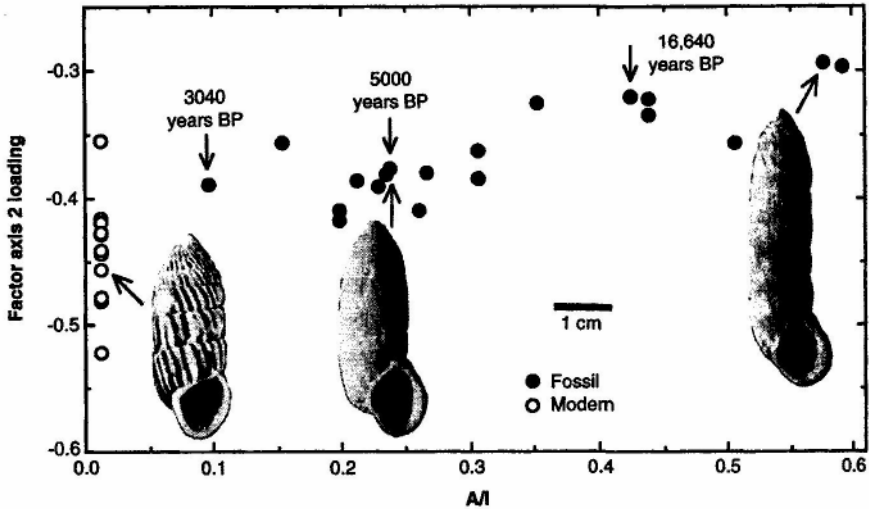 -0.3
-0.4
-0.5
-0.6
Factor axis 2 loading
3040
years BP
5000
years BP
16,640
years BP
1 cm
Fossil
Modern
0.0
0.1
0.2
0.3
0.4
0.5
0.6
A/I